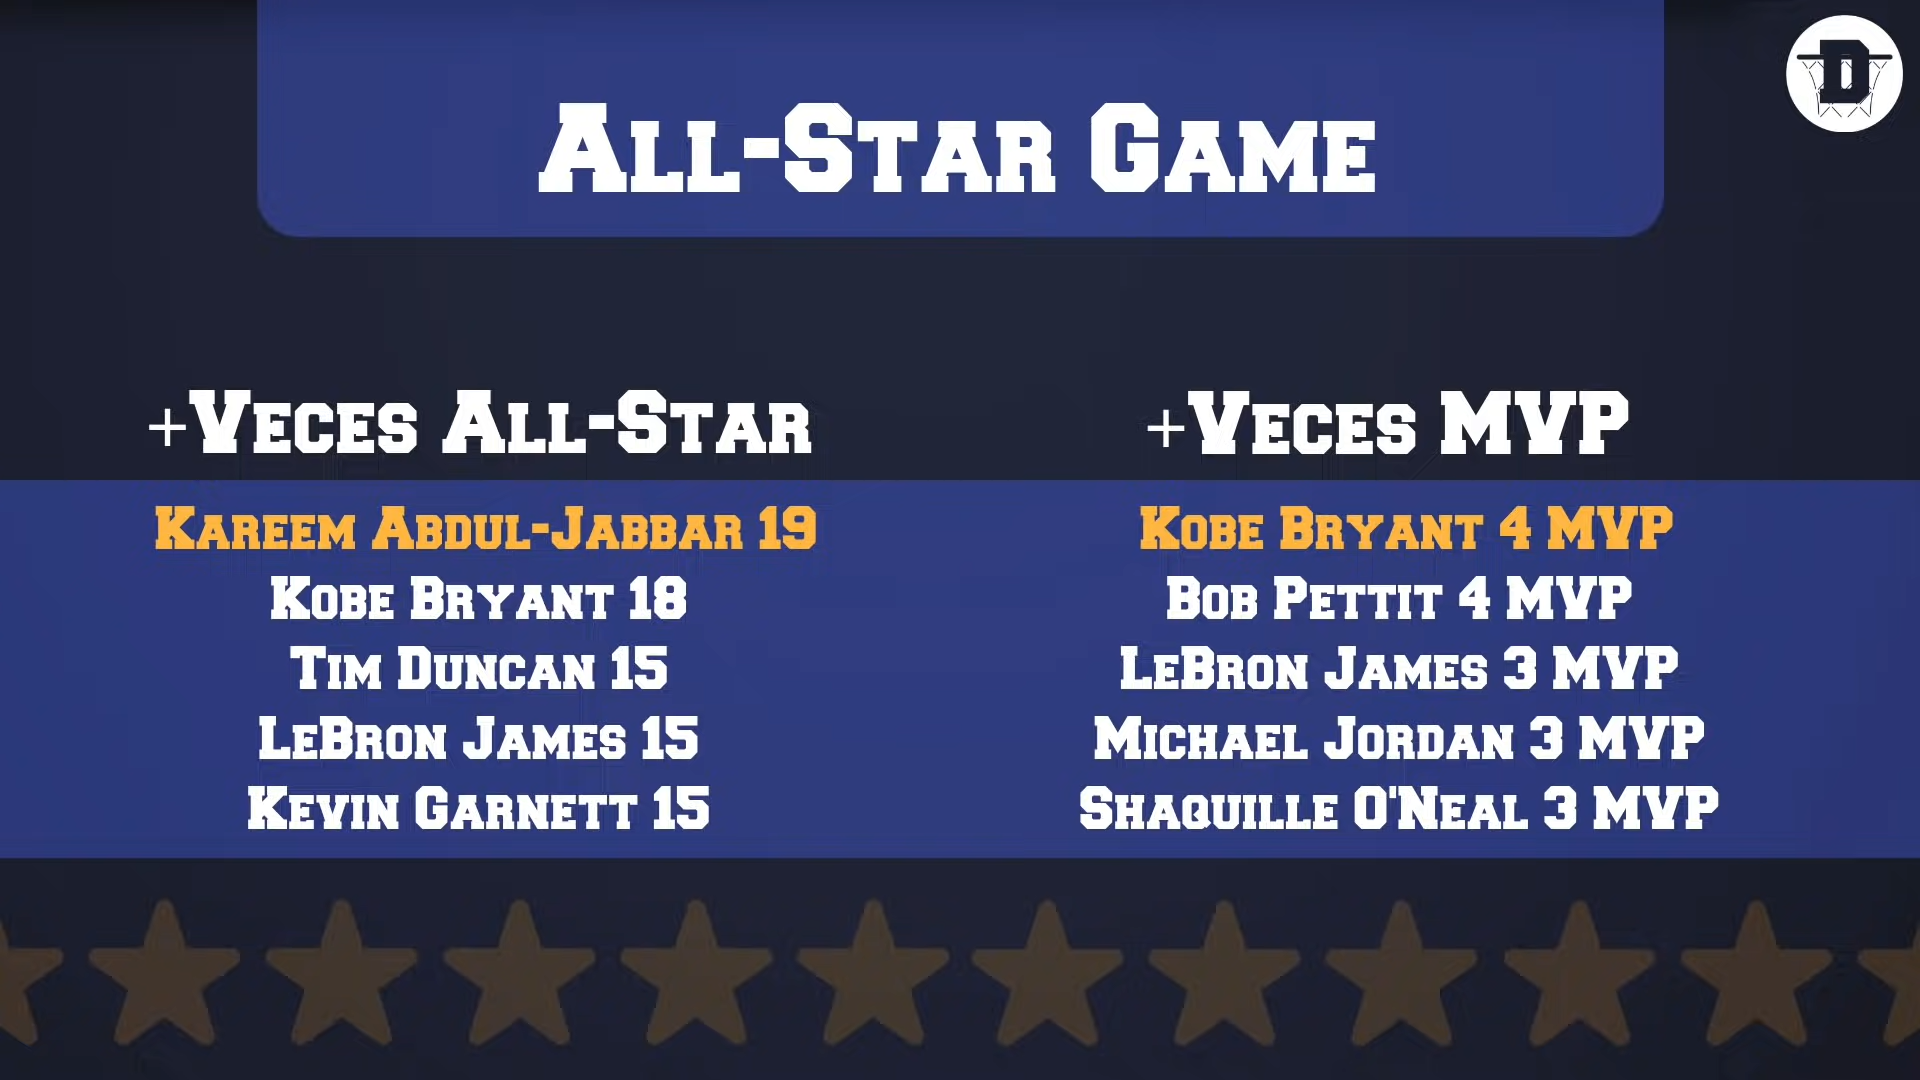 D
All-Star Game
+Veces All-Star
Kareem Abdul-Jabbar 19
Kobe Bryant 18
Tim Duncan 15
LeBron James 15
Kevin Garnett 15
+Veces MVP
Kobe Bryant 4 MVP
Bob Pettit 4 MVP
LeBron James 3 MVP
Michael Jordan 3 MVP
Shaquille O'Neal 3 MVP